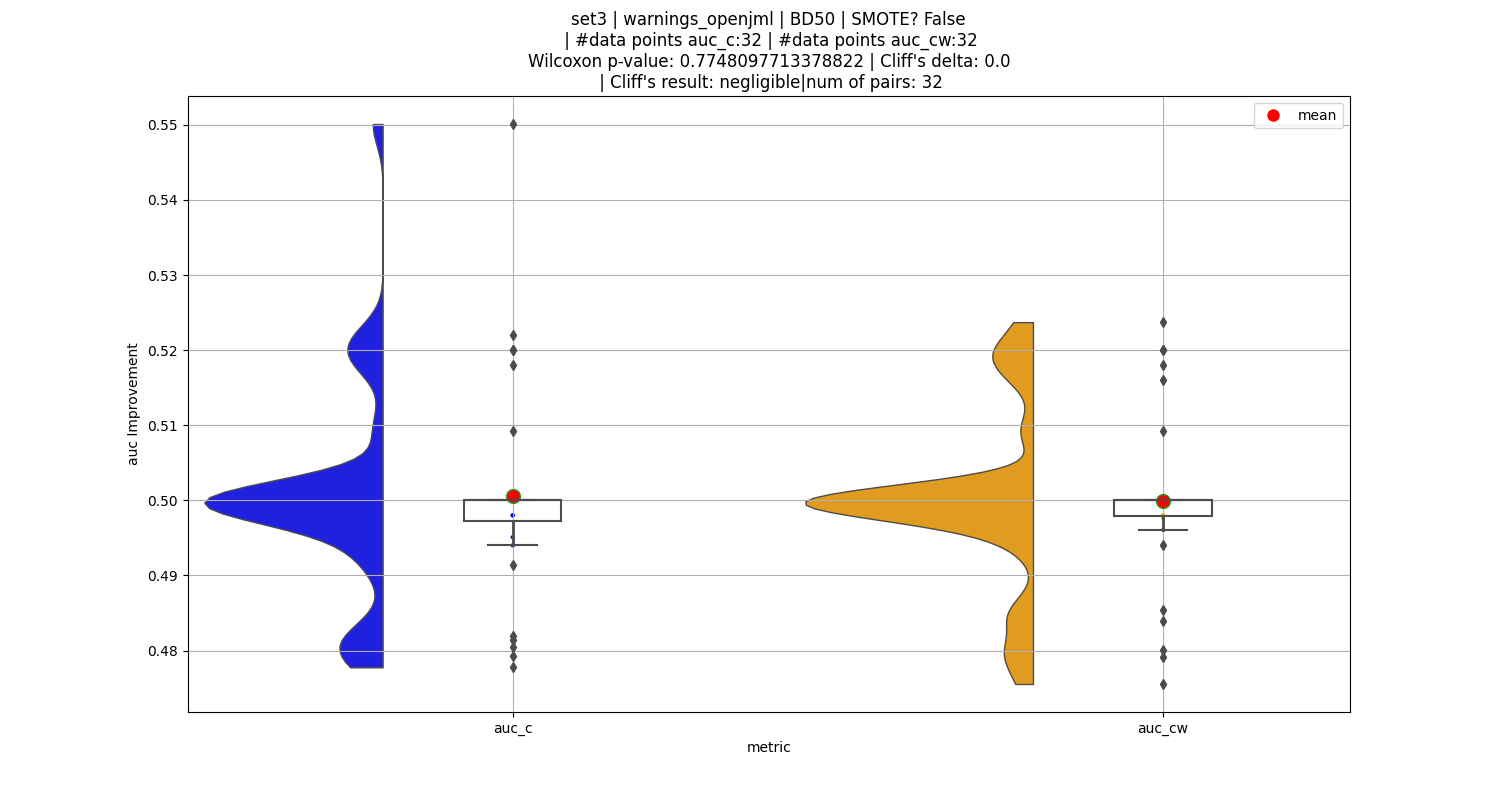 set3 | warnings_openjml | BD50 | SMOTE? False
| #data points auc_c:32 | #data points auc_cw:32
Wilcoxon p-value: 0.7748097713378822 | Cliff's delta: 0.0
| Cliff's result: negligible|num of pairs: 32
mean
0.55
0.54
0.53
0.52
0.51
0.50
0.49
0.48
auc Improvement
auc_c
auc_cw
metric